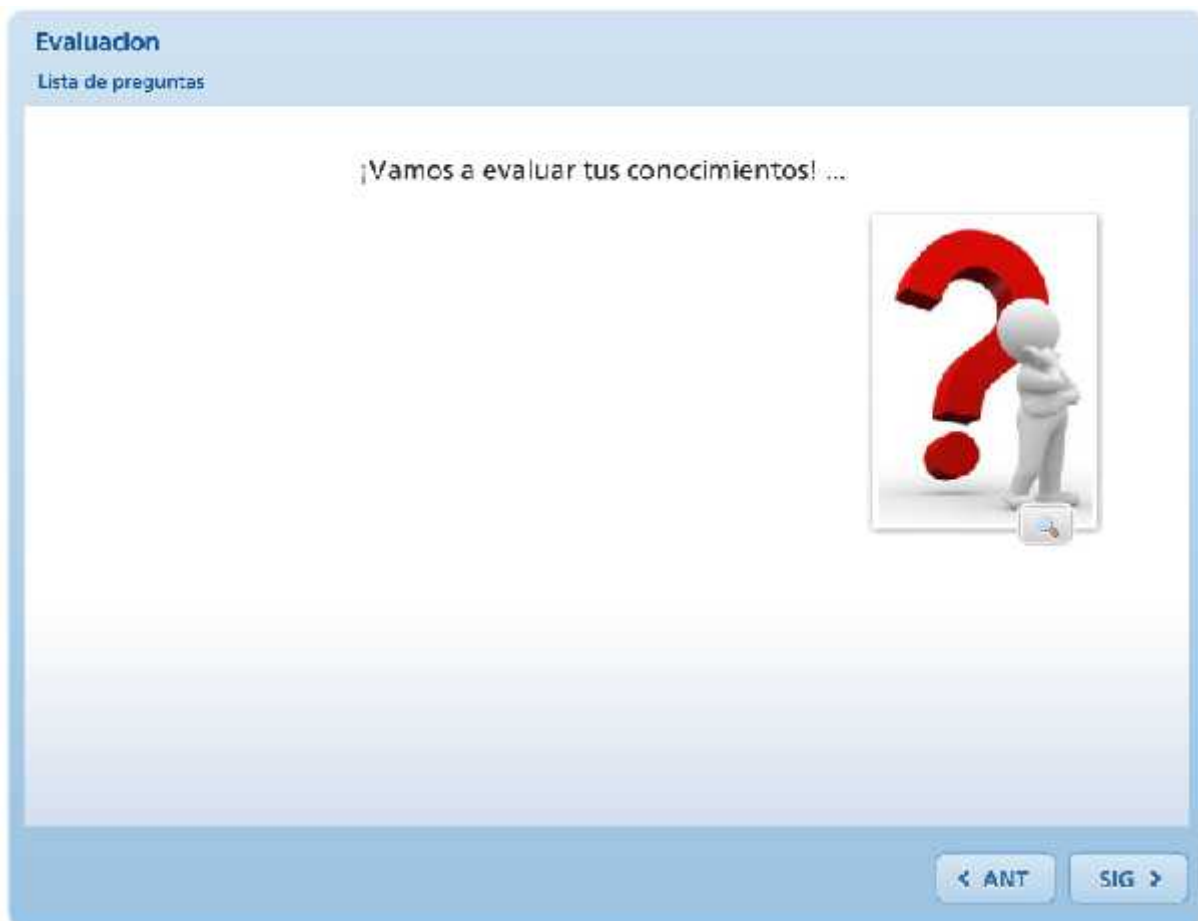 Evaluacion
Lista de preguntas
¡Vamos a evaluar tus conocimientos! ...
< ANT
SIG >